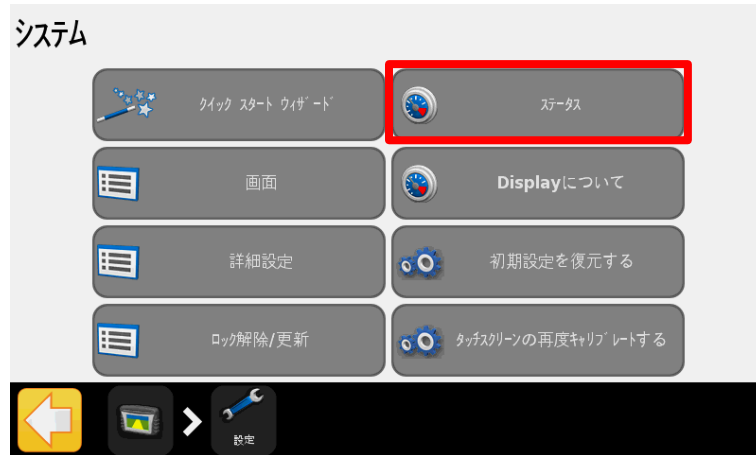 システム
ｸｲｯｸ ｽﾀｰﾄ ｳｨｻﾞｰﾄﾞ
ｽﾃｰﾀｽ
画面
Displayについて
詳細設定
初期設定を復元する
ﾛｯｸ解除/更新
ﾀｯﾁｽｸﾘｰﾝの再度ｷｬﾘﾌﾞﾚｰﾄする
設定